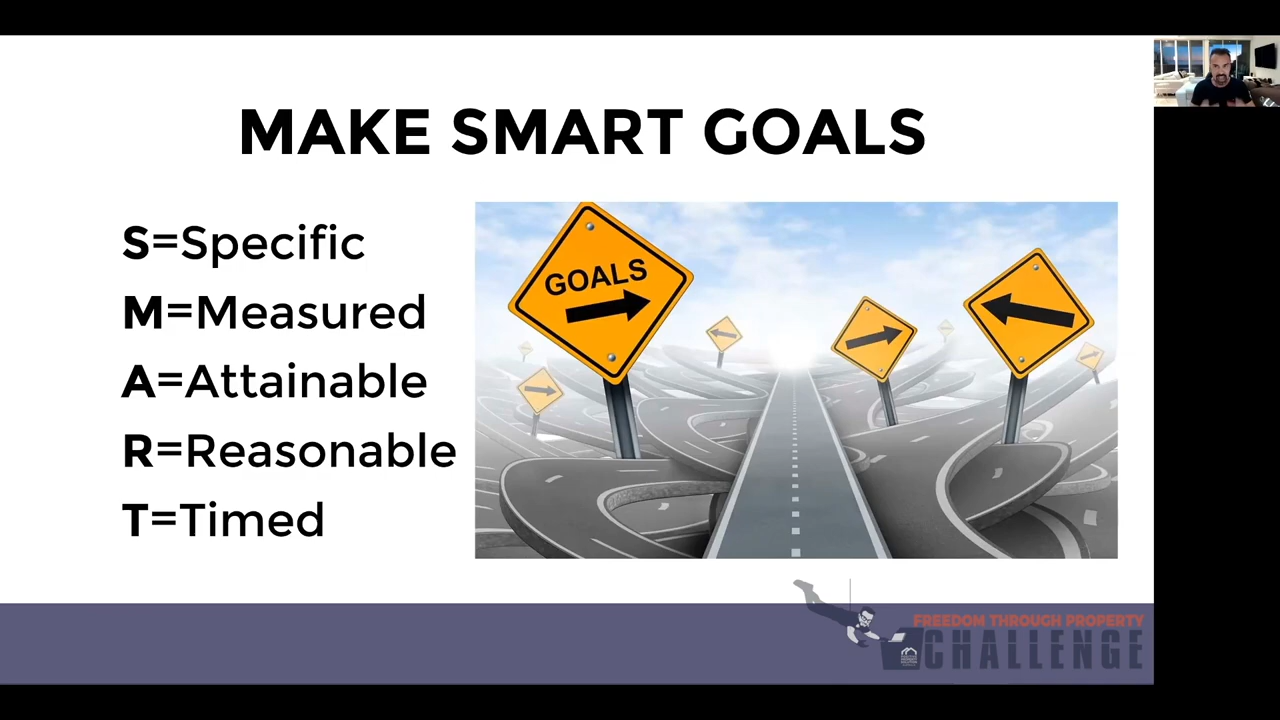 MAKE SMART GOALS
S=Specific
M=Measured
A=Attainable
R=Reasonable
T=Timed
GOALS
FREEDOM THROUGH PROPERTY
CHALLENGE